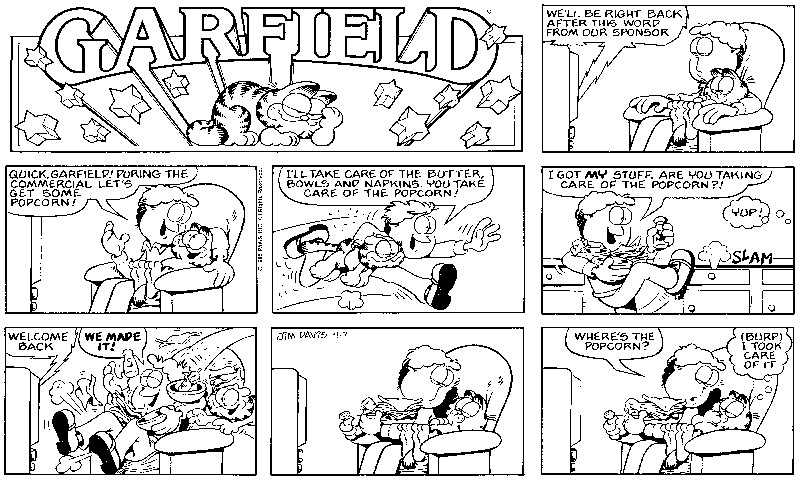 GARFIELD
WE'LL BE RIGHT BACK
AFTER THIS WORD
FROM OUR SPONSOR
QUICK, GARFIELD! DURING THE
COMMERCIAL LET'S
GET SOME
POPCORN!
I'LL TAKE CARE OF THE BUTTER,
BOWLS AND NAPKINS. YOU TAKE
CARE OF THE POPCORN!
I GOT MY STUFF. ARE YOU TAKING
CARE OF THE POPCORN?!
YUP!
SLAM
WELCOME
BACK
WE MADE
IT!
JIM DAVIS
WHERE'S THE
POPCORN?
(BURP)
I TOOK
CARE
OF IT